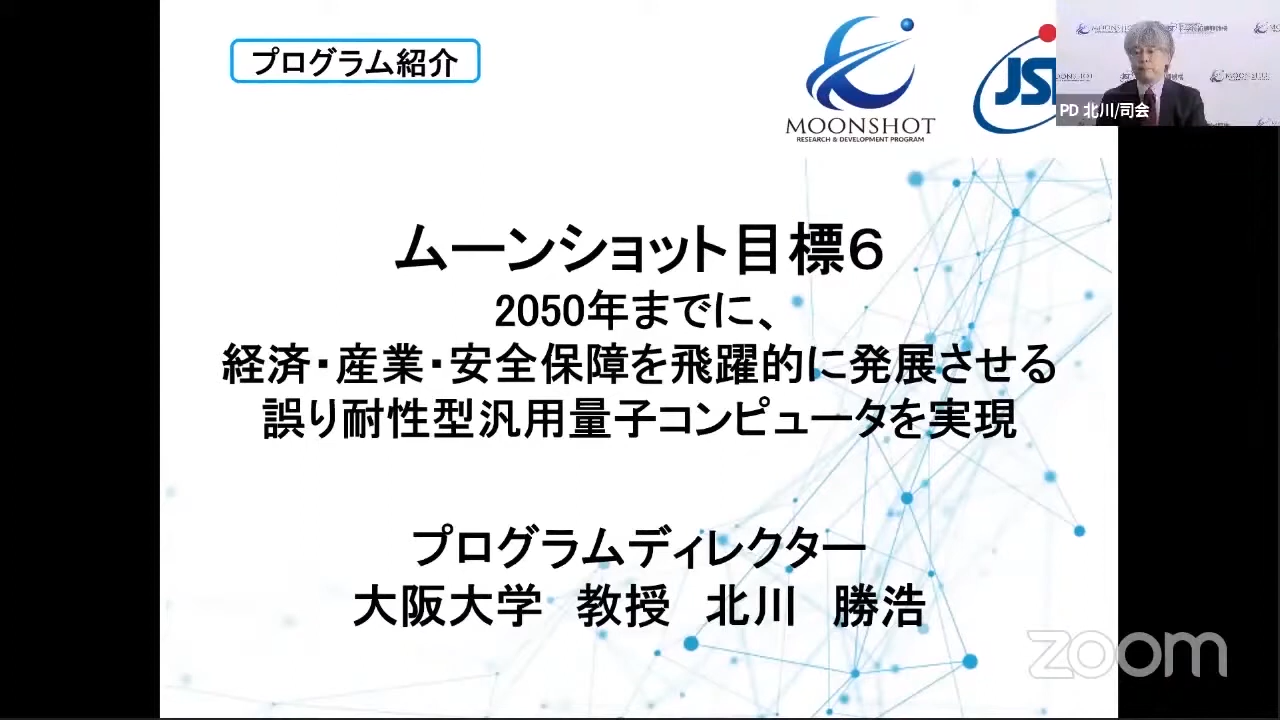 プログラム紹介
MOONSHOT
RESEARCH & DEVELOPMENT PROGRAM
JS
PD 北川/司会
ムーンショット目標６
2050年までに、
経済・産業・安全保障を飛躍的に発展させる
誤り耐性型汎用量子コンピュータを実現
プログラムディレクター
大阪大学　教授　北川　勝浩
zoom